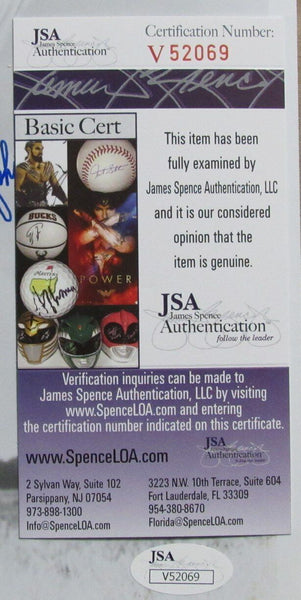 JSA
James Spence
Authentication™
Certification Number:
V52069
James Spence
Basic Cert
BUCKS
Masters
POWER
This item has been
fully examined by
James Spence Authentication, LLC
and it is our considered
opinion that the
item is genuine.
JSA
James Spence
Authentication™
follow the leader
Verification inquiries can be made to
James Spence Authentication, LLC by visiting
www.SpenceLOA.com and entering
the certification number indicated on this certificate.
www.SpenceLOA.com
JSA
2 Sylvan Way, Suite 102
Parsippany, NJ 07054
973-898-1300
Info@SpenceLOA.com
3223 N.W. 10th Terrace, Suite 604
Fort Lauderdale, FL 33309
954-380-8670
Florida@SpenceLOA.com
JSA
V52069